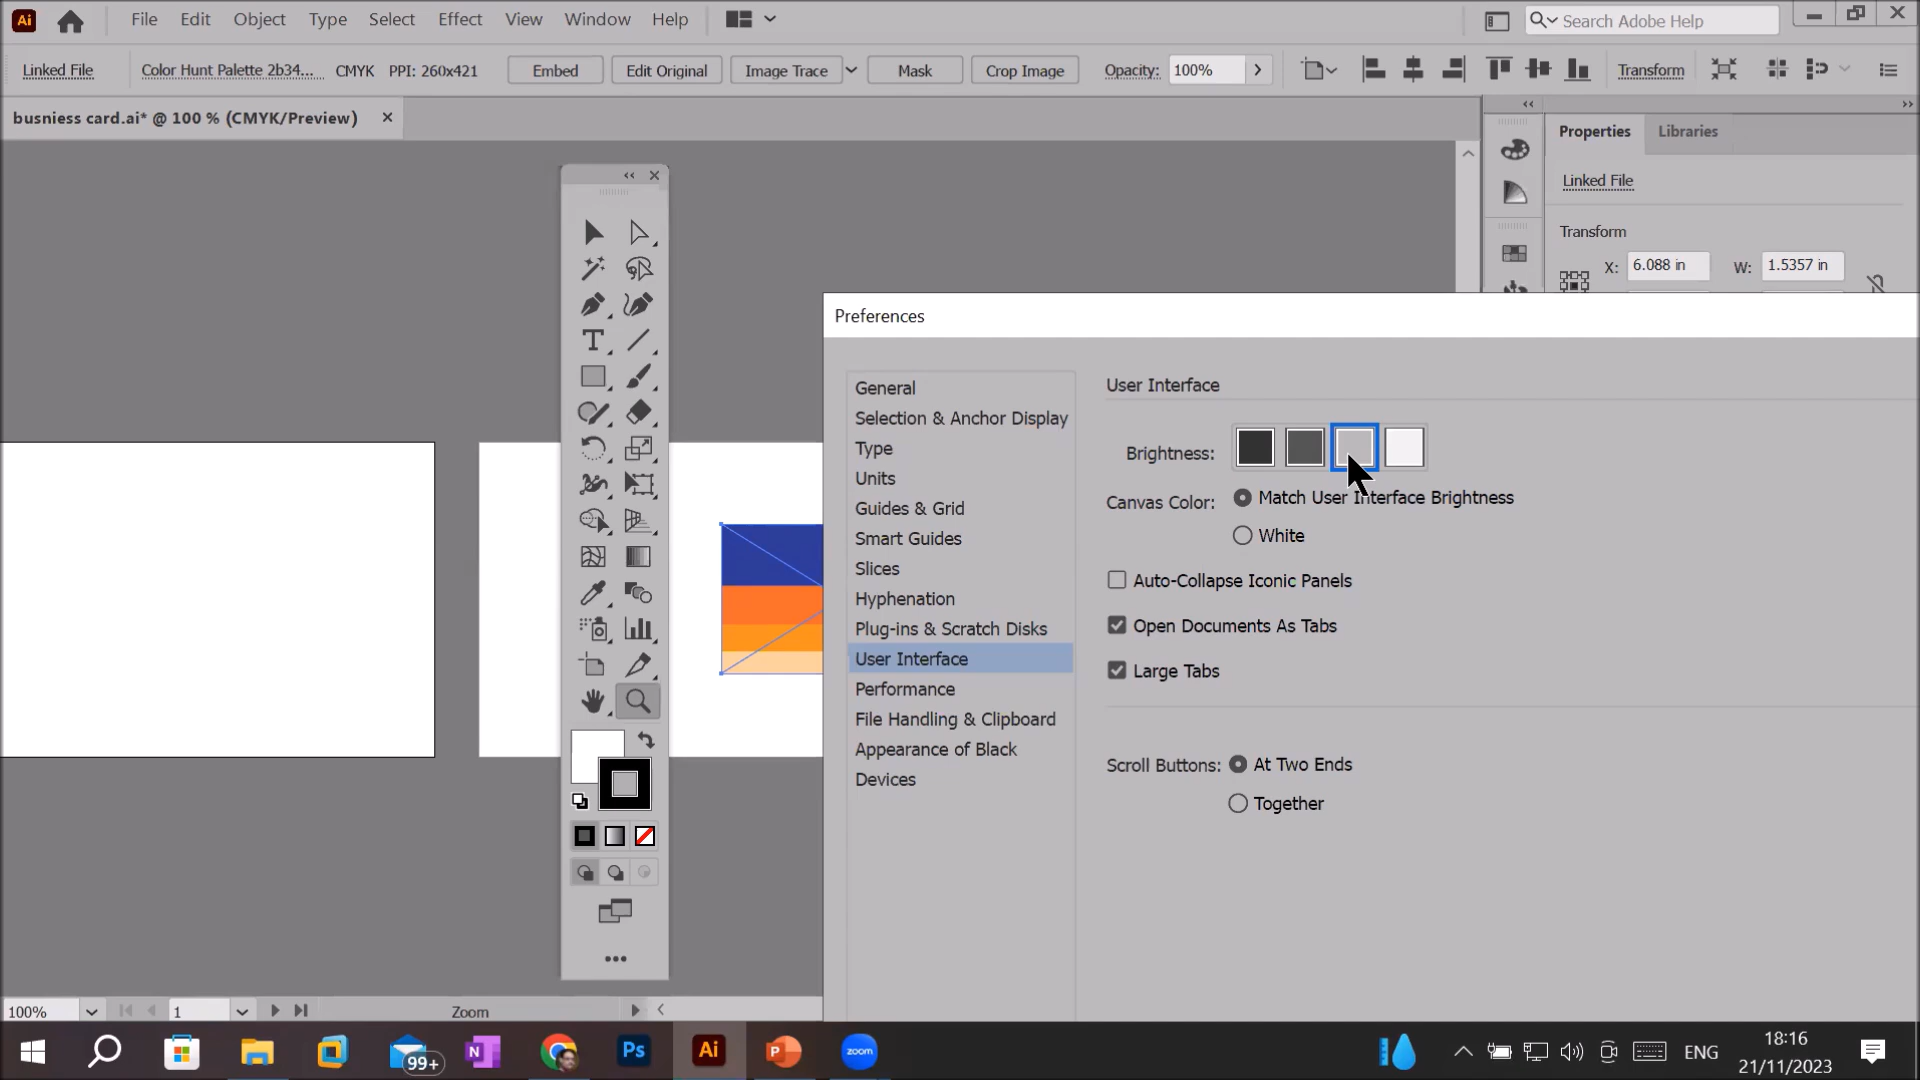 Ai File Edit Object Type Select Effect View Window Help Search Adobe Help
Linked File Color Hunt Palette 2b34... CMYK PPI: 260x421 Embed Edit Original Image Trace Mask Crop Image Opacity: 100% Transform
busniess card.ai* @ 100 % (CMYK/Preview)
Properties Libraries
Linked File
Transform
X: 6.088 in W: 1.5357 in
Preferences
General
Selection & Anchor Display
Type
Units
Guides & Grid
Smart Guides
Slices
Hyphenation
Plug-ins & Scratch Disks
User Interface
Performance
File Handling & Clipboard
Appearance of Black
Devices
User Interface
Brightness:
Canvas Color: Match User Interface Brightness
White
Auto-Collapse Iconic Panels
Open Documents As Tabs
Large Tabs
Scroll Buttons: At Two Ends
Together
100% 1 Zoom
99+ N Ps Ai P zoom ENG
18:16
21/11/2023